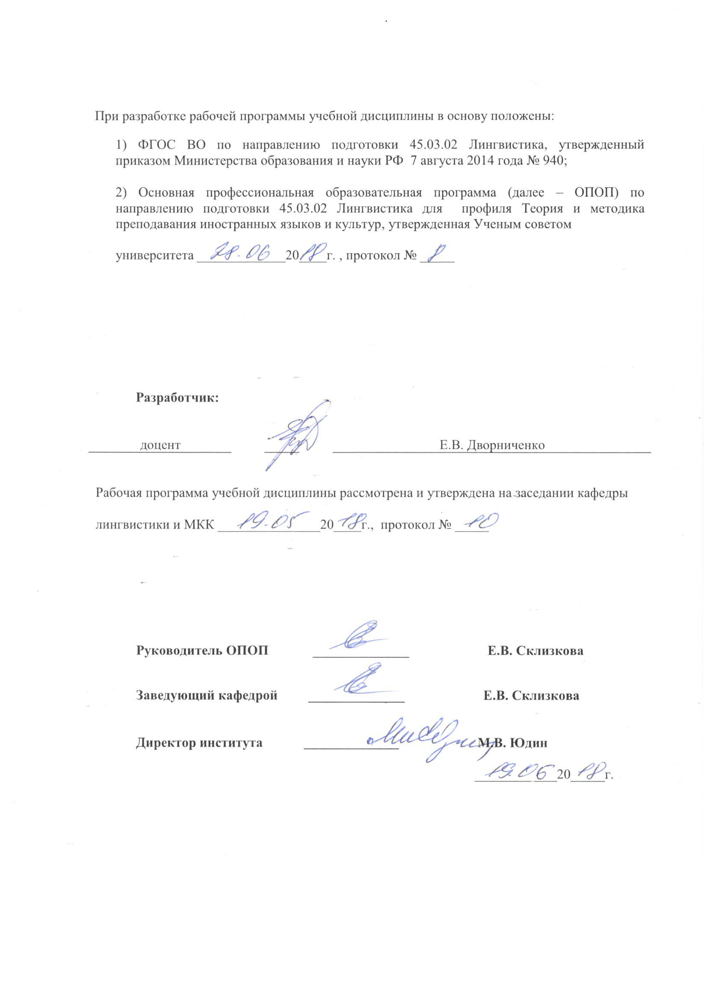 При разработке рабочей программы учебной дисциплины в основу положены:
1) ФГОС ВО по направлению подготовки 45.03.02 Лингвистика, утвержденный
приказом Министерства образования и науки РФ 7 августа 2014 года № 940;
2) Основная профессиональная образовательная программа (далее – ОПОП) по
направлению подготовки 45.03.02 Лингвистика для профиля Теория и методика
преподавания иностранных языков и культур, утвержденная Ученым советом
университета 28.06 2018 г. , протокол № 8
Разработчик:
доцент Е.В. Дворниченко
Рабочая программа учебной дисциплины рассмотрена и утверждена на заседании кафедры
лингвистики и МКК 19.05 2018 г., протокол № 10
Руководитель ОПОП Е.В. Склизкова
Заведующий кафедрой Е.В. Склизкова
Директор института М.В. Юдин
19.06 2018 г.